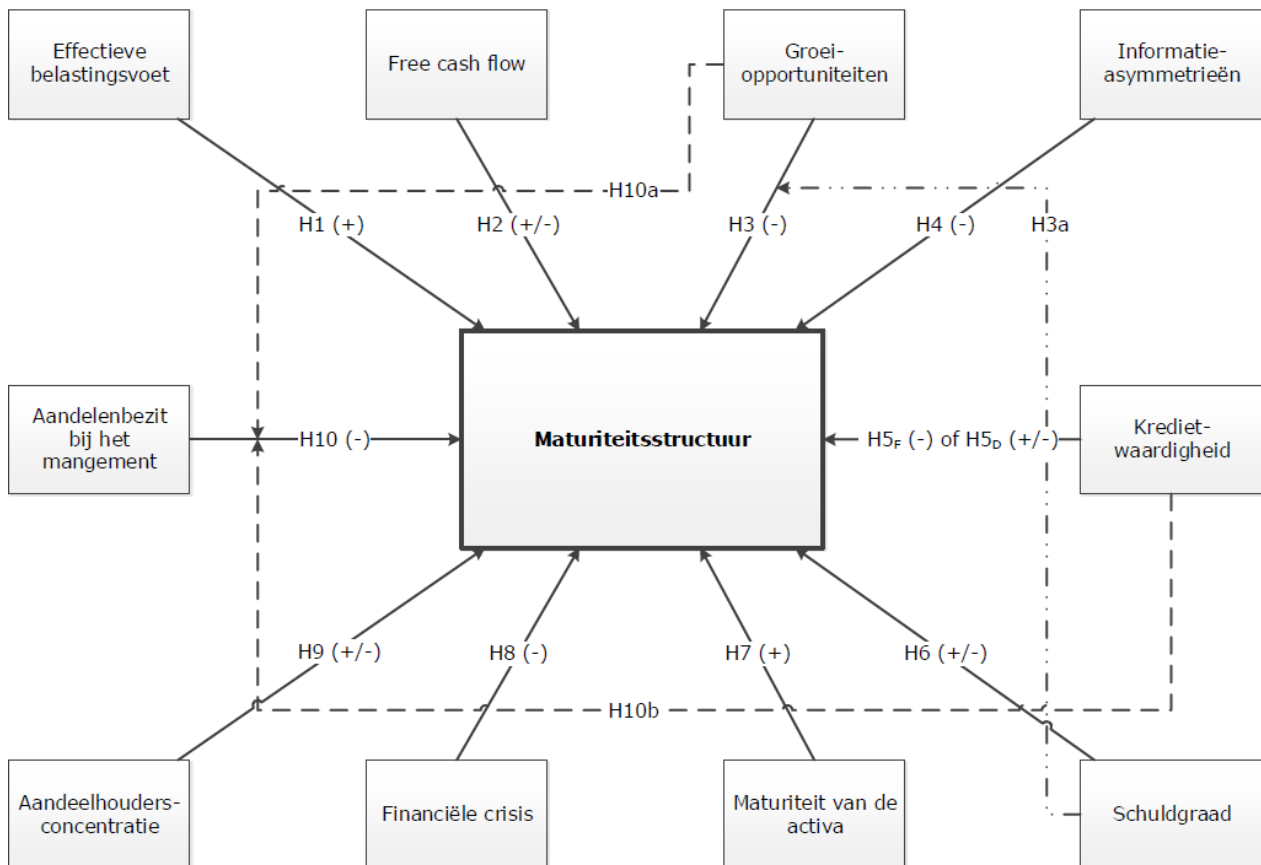 Effectieve
belastingsvoet
Free cash flow
Groei-
opportuniteiten
Informatie-
asymmetrieën
H10a
H1 (+)
H2 (+/-)
H3 (-)
H4 (-)
H3a
Aandelenbezit
bij het
mangement
H10 (-)
Maturiteitsstructuur
H5F (-) of H5D (+/-)
Krediet-
waardigheid
H9 (+/-)
H8 (-)
H7 (+)
H6 (+/-)
H10b
Aandeelhouders-
concentratie
Financiële crisis
Maturiteit van de
activa
Schuldgraad